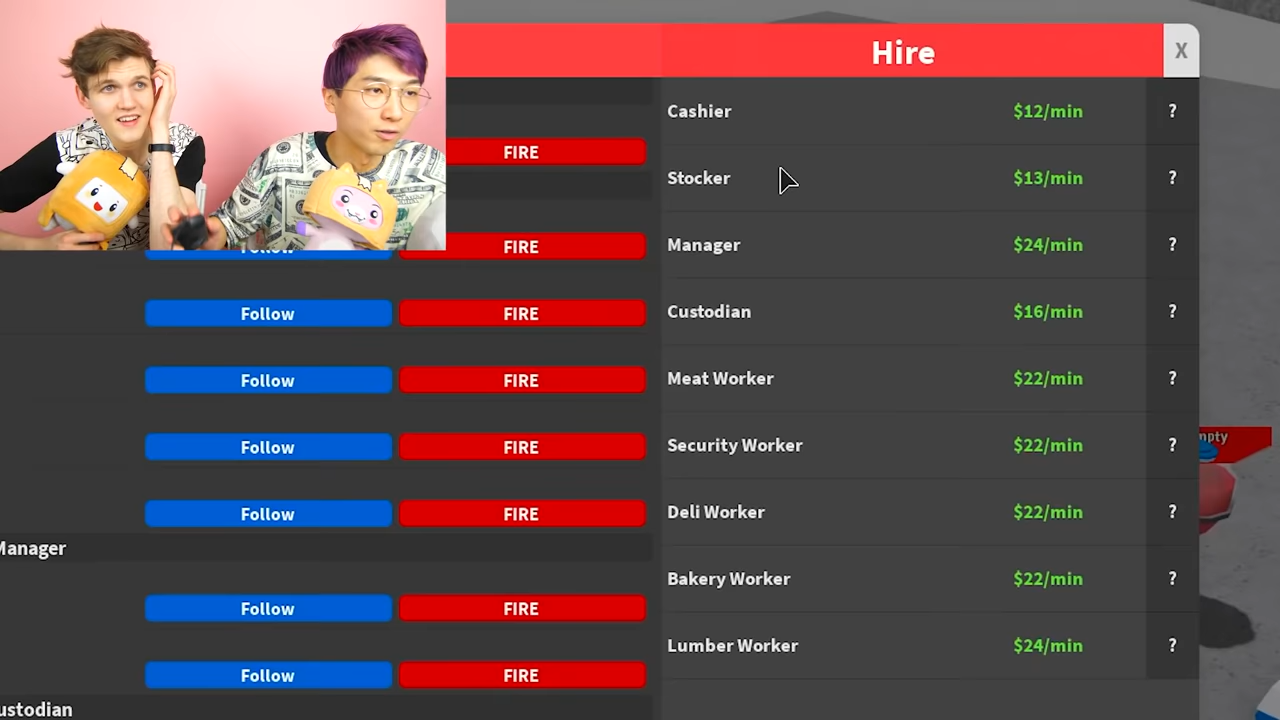 Hire
X
Cashier $12/min ?
FIRE
Stocker $13/min ?
Manager $24/min ?
Follow FIRE
Custodian $16/min ?
Follow FIRE
Meat Worker $22/min ?
Follow FIRE
Security Worker $22/min ?
Follow FIRE
Deli Worker $22/min ?
Follow FIRE
Manager
Bakery Worker $22/min ?
Follow FIRE
Lumber Worker $24/min ?
Follow FIRE
ustodian
mpty